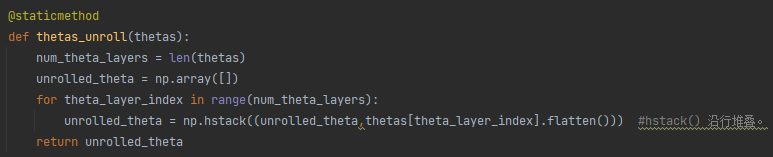 @staticmethod
def thetas_unroll(thetas):
    num_theta_layers = len(thetas)
    unrolled_theta = np.array([])
    for theta_layer_index in range(num_theta_layers):
        unrolled_theta = np.hstack((unrolled_theta,thetas[theta_layer_index].flatten()))  #hstack() 沿行堆叠。
    return unrolled_theta